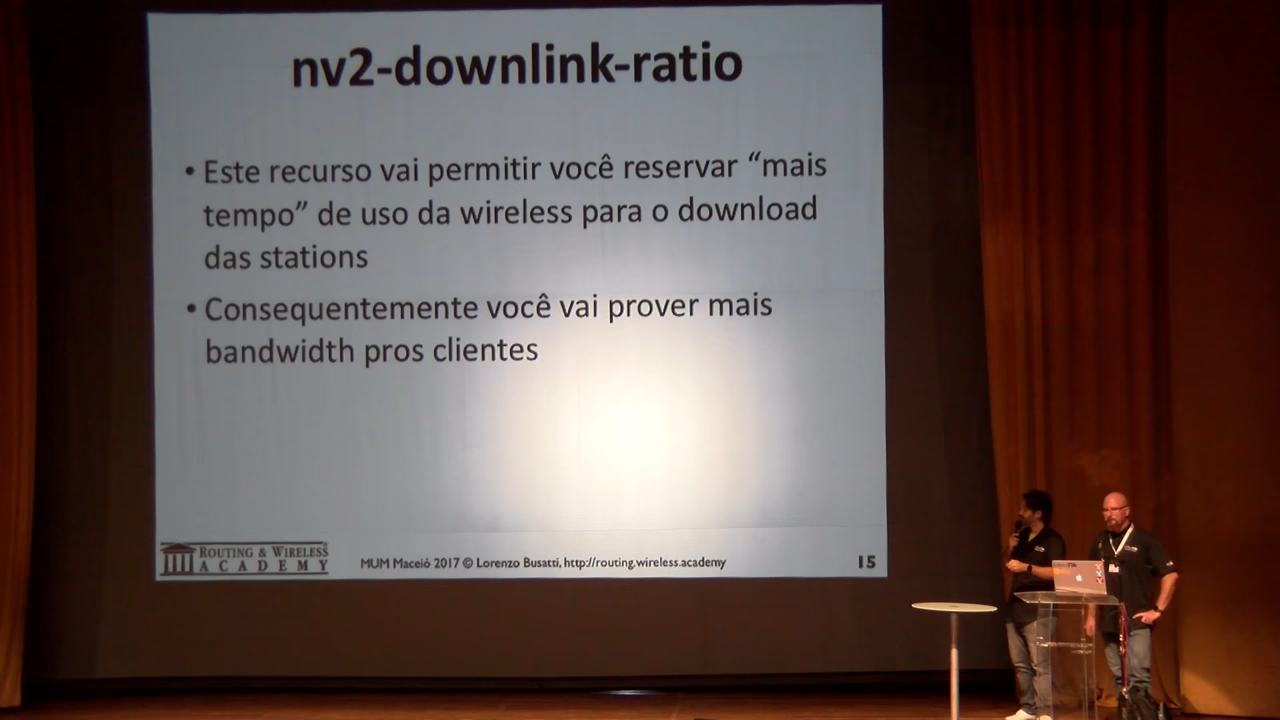 nv2-downlink-ratio
• Este recurso vai permitir você reservar “mais
tempo” de uso da wireless para o download
das stations
• Consequentemente você vai prover mais
bandwidth pros clientes
ROUTING & WIRELESS
ACADEMY
MUM Maceió 2017 © Lorenzo Busatti, http://routing.wireless.academy
15